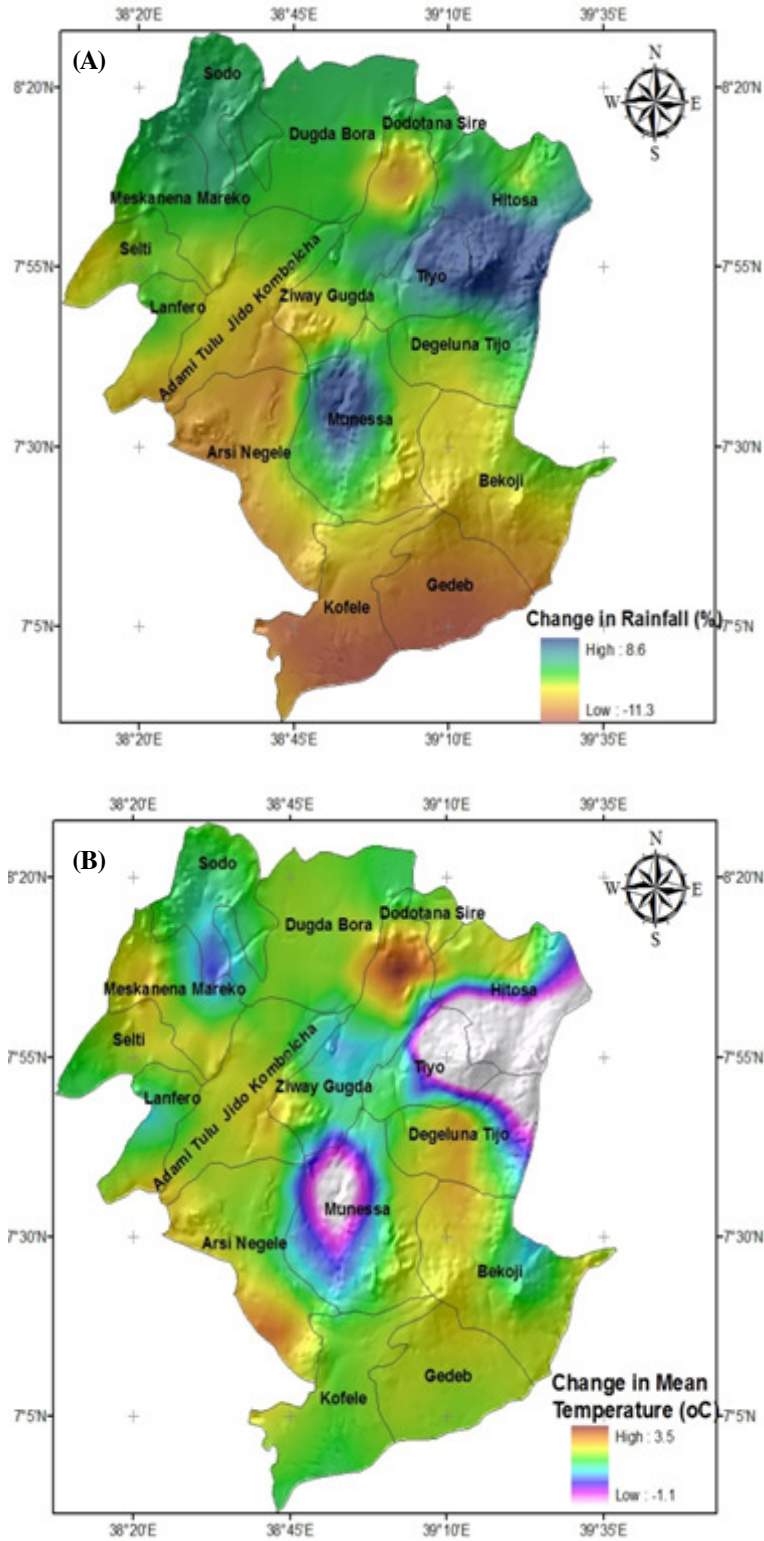 38°20'E 38°45'E 39°10'E 39°35'E
(A)
N
W E
S
8°20'N 8°20'N
Sodo
Dugda Bora
Dodotana Sire
Meskanena Mareko
Hitosa
Selti
7°55'N 7°55'N
Tiyo
Lanfero
Ziway Gugda
Adami Tulu Jido Kombolcha
Degeluna Tijo
Munessa
7°30'N 7°30'N
Arsi Negele
Bekoji
Gedeb
Kofele
7°5'N 7°5'N
Change in Rainfall (%)
High : 8.6
Low : -11.3
38°20'E 38°45'E 39°10'E 39°35'E
38°20'E 38°45'E 39°10'E 39°35'E
(B)
N
W E
S
Sodo
8°20'N 8°20'N
Dugda Bora
Dodotana Sire
Meskanena Mareko
Hitosa
Selti
7°55'N 7°55'N
Tiyo
Ziway Gugda
Lanfero
Adami Tulu Jido Kombolcha
Degeluna Tijo
Munessa
7°30'N 7°30'N
Arsi Negele
Bekoji
Gedeb
Kofele
7°5'N 7°5'N
Change in Mean
Temperature (oC)
High : 3.5
Low : -1.1
38°20'E 38°45'E 39°10'E 39°35'E